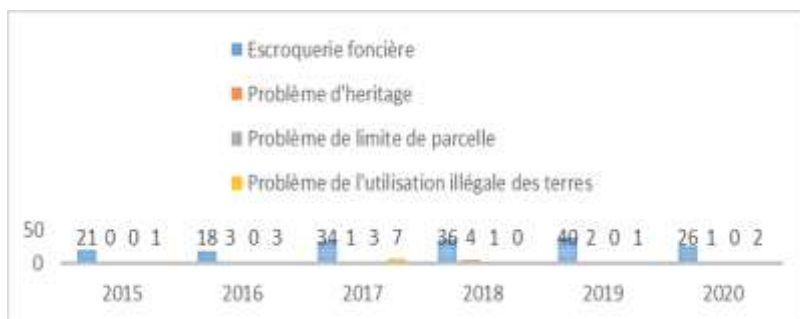 Escroquerie foncière
Problème d'heritage
Problème de limite de parcelle
Problème de l'utilisation illégale des terres
50
21 0 0 1 18 3 0 3 34 1 3 7 36 4 1 0 40 2 0 1 26 1 0 2
0
2015 2016 2017 2018 2019 2020